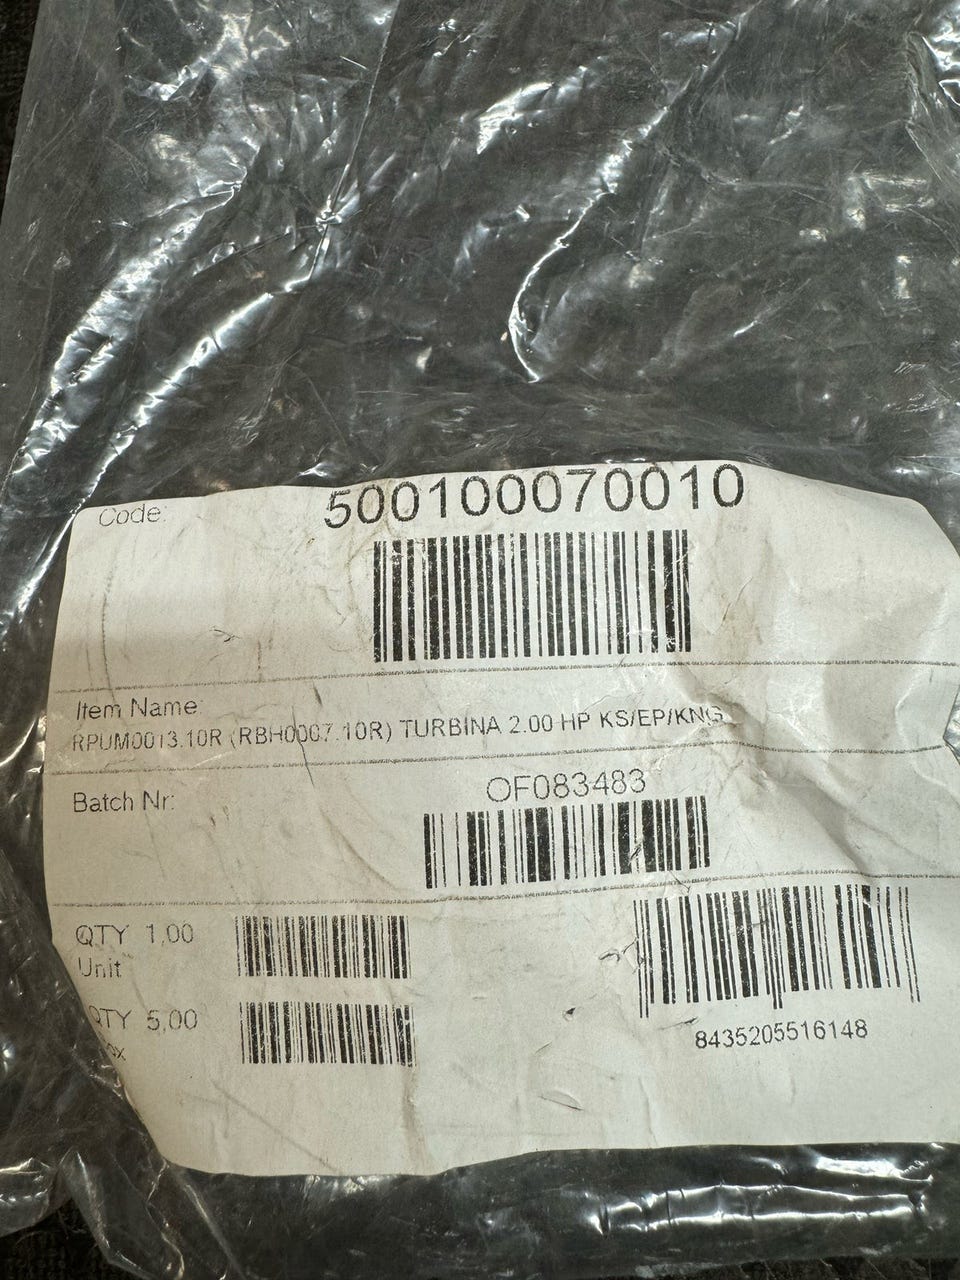 Code: 500100070010
Item Name:
RPUM0013.10R (RBH0007.10R) TURBINA 2.00 HP KS/EP/KNG
Batch Nr: OF083483
QTY 1,00
Unit
QTY 5,00
8435205516148